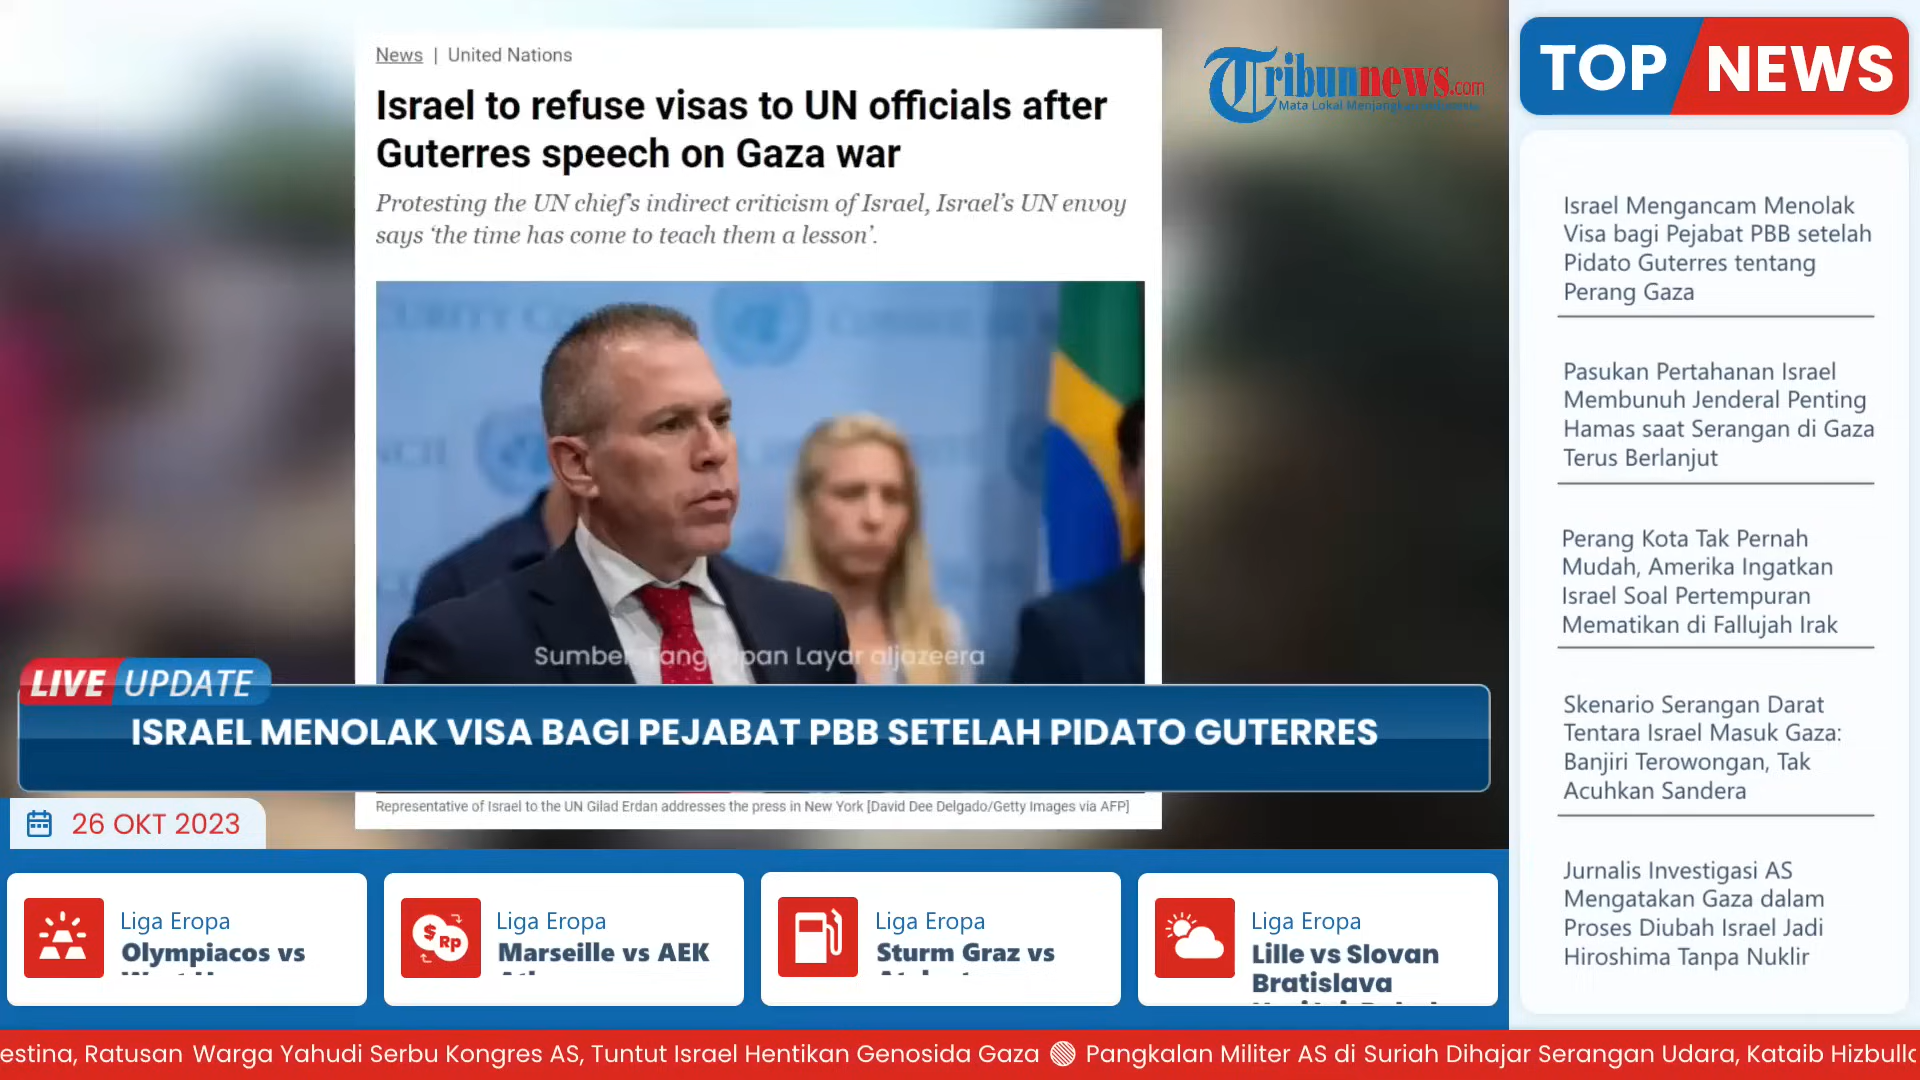 News | United Nations
Israel to refuse visas to UN officials after
Guterres speech on Gaza war
Protesting the UN chief's indirect criticism of Israel, Israel's UN envoy
says 'the time has come to teach them a lesson'.
Tribunnews.com
Mata Lokal
Sumber: Tangkapan Layar aljazeera
LIVE UPDATE
ISRAEL MENOLAK VISA BAGI PEJABAT PBB SETELAH PIDATO GUTERRES
Representative of Israel to the UN Gilad Erdan addresses the press in New York [David Dee Delgado/Getty Images via AFP]
26 OKT 2023
Liga Eropa
Olympiacos vs
Liga Eropa
Marseille vs AEK
Liga Eropa
Sturm Graz vs
Liga Eropa
Lille vs Slovan
Bratislava
TOP NEWS
Israel Mengancam Menolak
Visa bagi Pejabat PBB setelah
Pidato Guterres tentang
Perang Gaza
Pasukan Pertahanan Israel
Membunuh Jenderal Penting
Hamas saat Serangan di Gaza
Terus Berlanjut
Perang Kota Tak Pernah
Mudah, Amerika Ingatkan
Israel Soal Pertempuran
Mematikan di Fallujah Irak
Skenario Serangan Darat
Tentara Israel Masuk Gaza:
Banjiri Terowongan, Tak
Acuhkan Sandera
Jurnalis Investigasi AS
Mengatakan Gaza dalam
Proses Diubah Israel Jadi
Hiroshima Tanpa Nuklir
estina, Ratusan Warga Yahudi Serbu Kongres AS, Tuntut Israel Hentikan Genosida Gaza Pangkalan Militer AS di Suriah Dihajar Serangan Udara, Kataib Hizbull